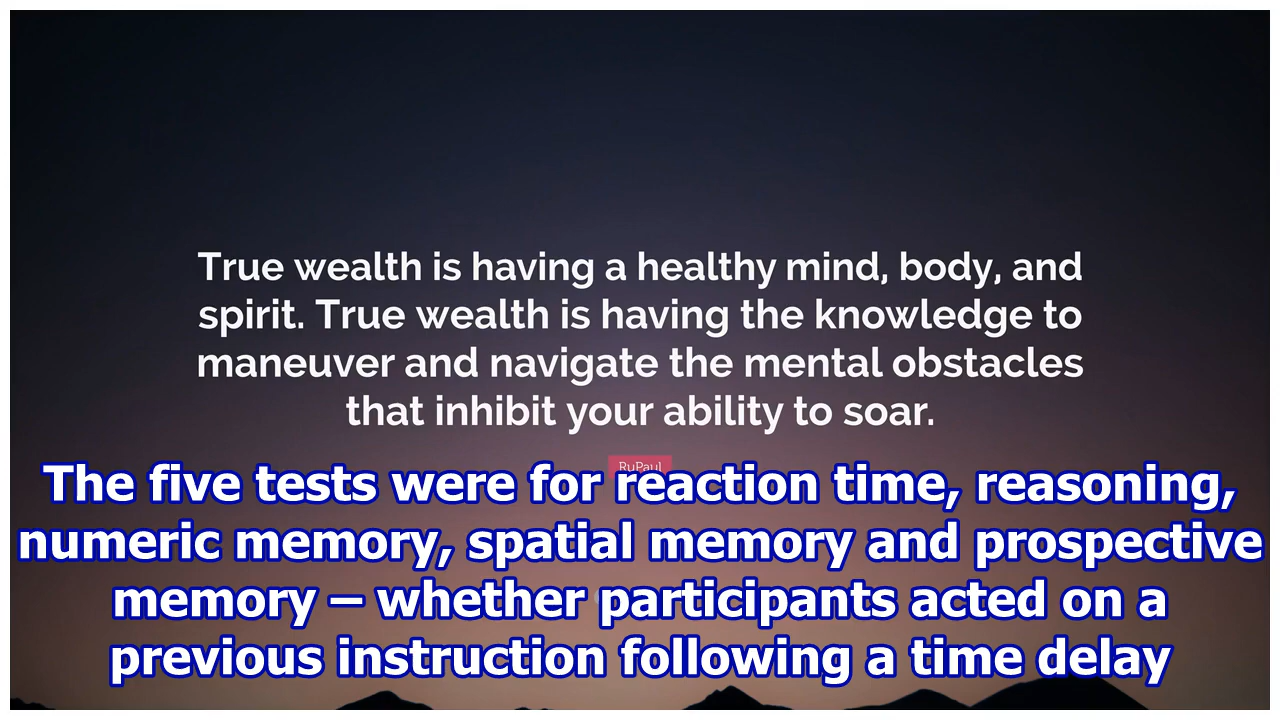 True wealth is having a healthy mind, body, and
spirit. True wealth is having the knowledge to
maneuver and navigate the mental obstacles
that inhibit your ability to soar.
RuPaul
The five tests were for reaction time, reasoning,
numeric memory, spatial memory and prospective
memory – whether participants acted on a
previous instruction following a time delay